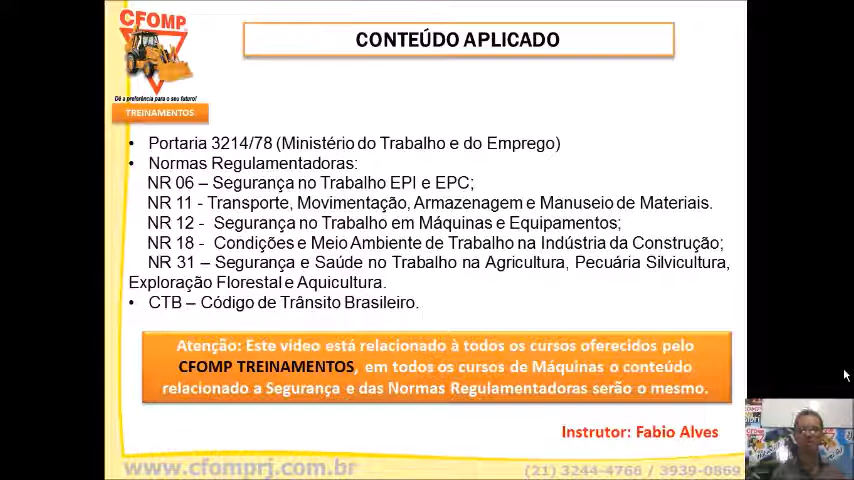 CFOMP
Dê a preferência para o seu futuro!
TREINAMENTOS
CONTEÚDO APLICADO
• Portaria 3214/78 (Ministério do Trabalho e do Emprego)
• Normas Regulamentadoras:
NR 06 – Segurança no Trabalho EPI e EPC;
NR 11 - Transporte, Movimentação, Armazenagem e Manuseio de Materiais.
NR 12 - Segurança no Trabalho em Máquinas e Equipamentos;
NR 18 - Condições e Meio Ambiente de Trabalho na Indústria da Construção;
NR 31 – Segurança e Saúde no Trabalho na Agricultura, Pecuária Silvicultura,
Exploração Florestal e Aquicultura.
• CTB – Código de Trânsito Brasileiro.
Atenção: Este vídeo está relacionado à todos os cursos oferecidos pelo
CFOMP TREINAMENTOS, em todos os cursos de Máquinas o conteúdo
relacionado a Segurança e das Normas Regulamentadoras serão o mesmo.
Instrutor: Fabio Alves
www.cfomprj.com.br
(21) 3244-4766 / 3939-0869